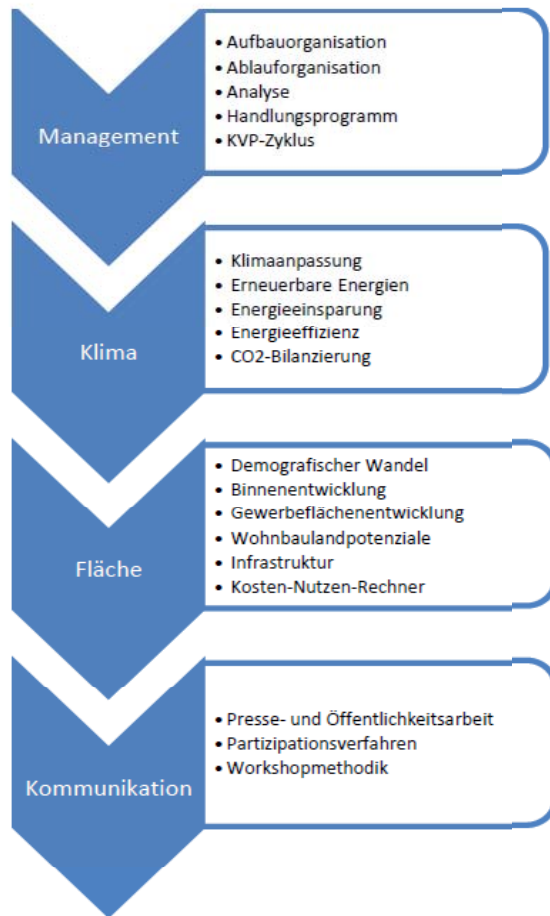 Management
• Aufbauorganisation
• Ablauforganisation
• Analyse
• Handlungsprogramm
• KVP-Zyklus
Klima
• Klimaanpassung
• Erneuerbare Energien
• Energieeinsparung
• Energieeffizienz
• CO2-Bilanzierung
Fläche
• Demografischer Wandel
• Binnenentwicklung
• Gewerbeflächenentwicklung
• Wohnbaulandpotenziale
• Infrastruktur
• Kosten-Nutzen-Rechner
Kommunikation
• Presse- und Öffentlichkeitsarbeit
• Partizipationsverfahren
• Workshopmethodik